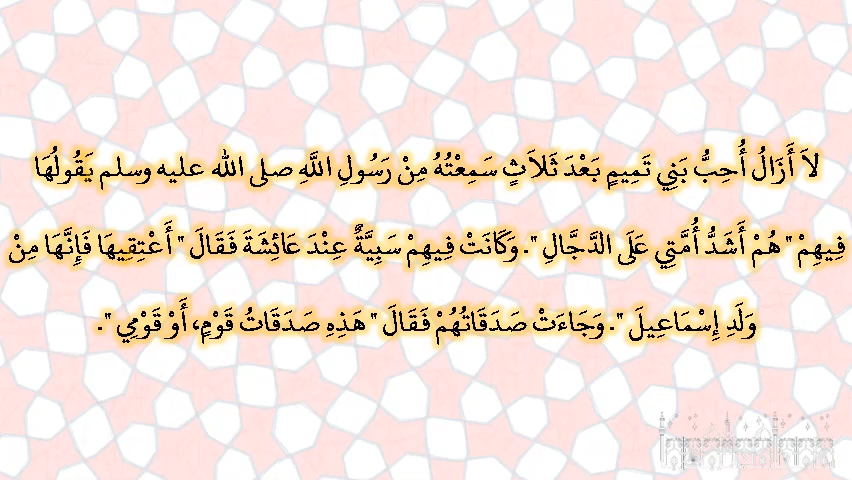 لاَ أَزَالُ أُحِبُّ بَنِي تَمِيمٍ بَعْدَ ثَلاَثٍ سَمِعْتُهُ مِنْ رَسُولِ اللَّهِ صلى الله عليه وسلم يَقُولُهَا
فِيهِمْ " هُمْ أَشَدُّ أُمَّتِي عَلَى الدَّجَّالِ ". وَكَانَتْ فِيهِمْ سَبِيَّةٌ عِنْدَ عَائِشَةَ فَقَالَ " أَعْتِقِيهَا فَإِنَّهَا مِنْ
وَلَدِ إِسْمَاعِيلَ ". وَجَاءَتْ صَدَقَاتُهُمْ فَقَالَ " هَذِهِ صَدَقَاتُ قَوْمٍ، أَوْ قَوْمِي ".